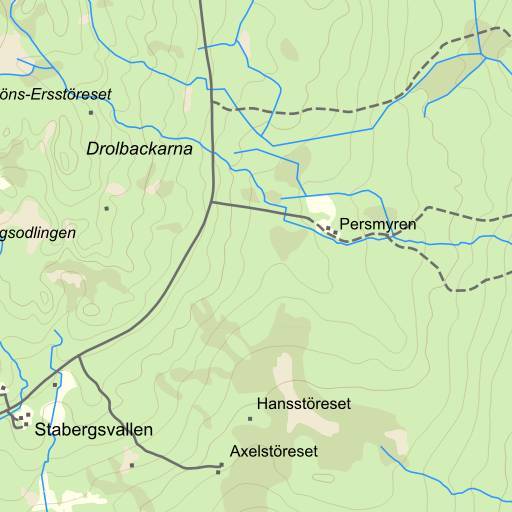 öns-Ersstöreset
Drolbackarna
Persmyren
gsodlingen
Hansstöreset
Stabergsvallen
Axelstöreset